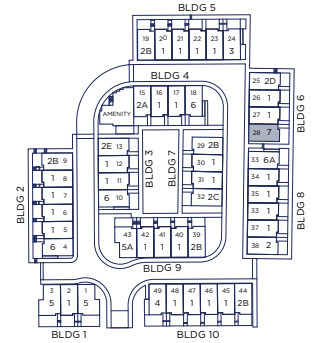 BLDG 5
19 20 21 22 23 24
2B 1 1 1 1 3
BLDG 4
25 2D
26 1
27 1
28 7
BLDG 6
15 16 17 18
2A 1 1 6
AMENITY
2E 13
1 12
1 11
6 10
BLDG 3
BLDG 7
29 2B
30 1
31 1
32 2C
BLDG 2
2B 9
1 8
1 7
1 6
1 5
6 4
33 6A
34 1
35 1
33 1
37 1
38 2
BLDG 8
43 42 41 40 39
5A 1 1 1 2B
BLDG 9
3 2 1
5 1 5
BLDG 1
49 48 47 46 45 44
4 1 1 1 1 2B
BLDG 10